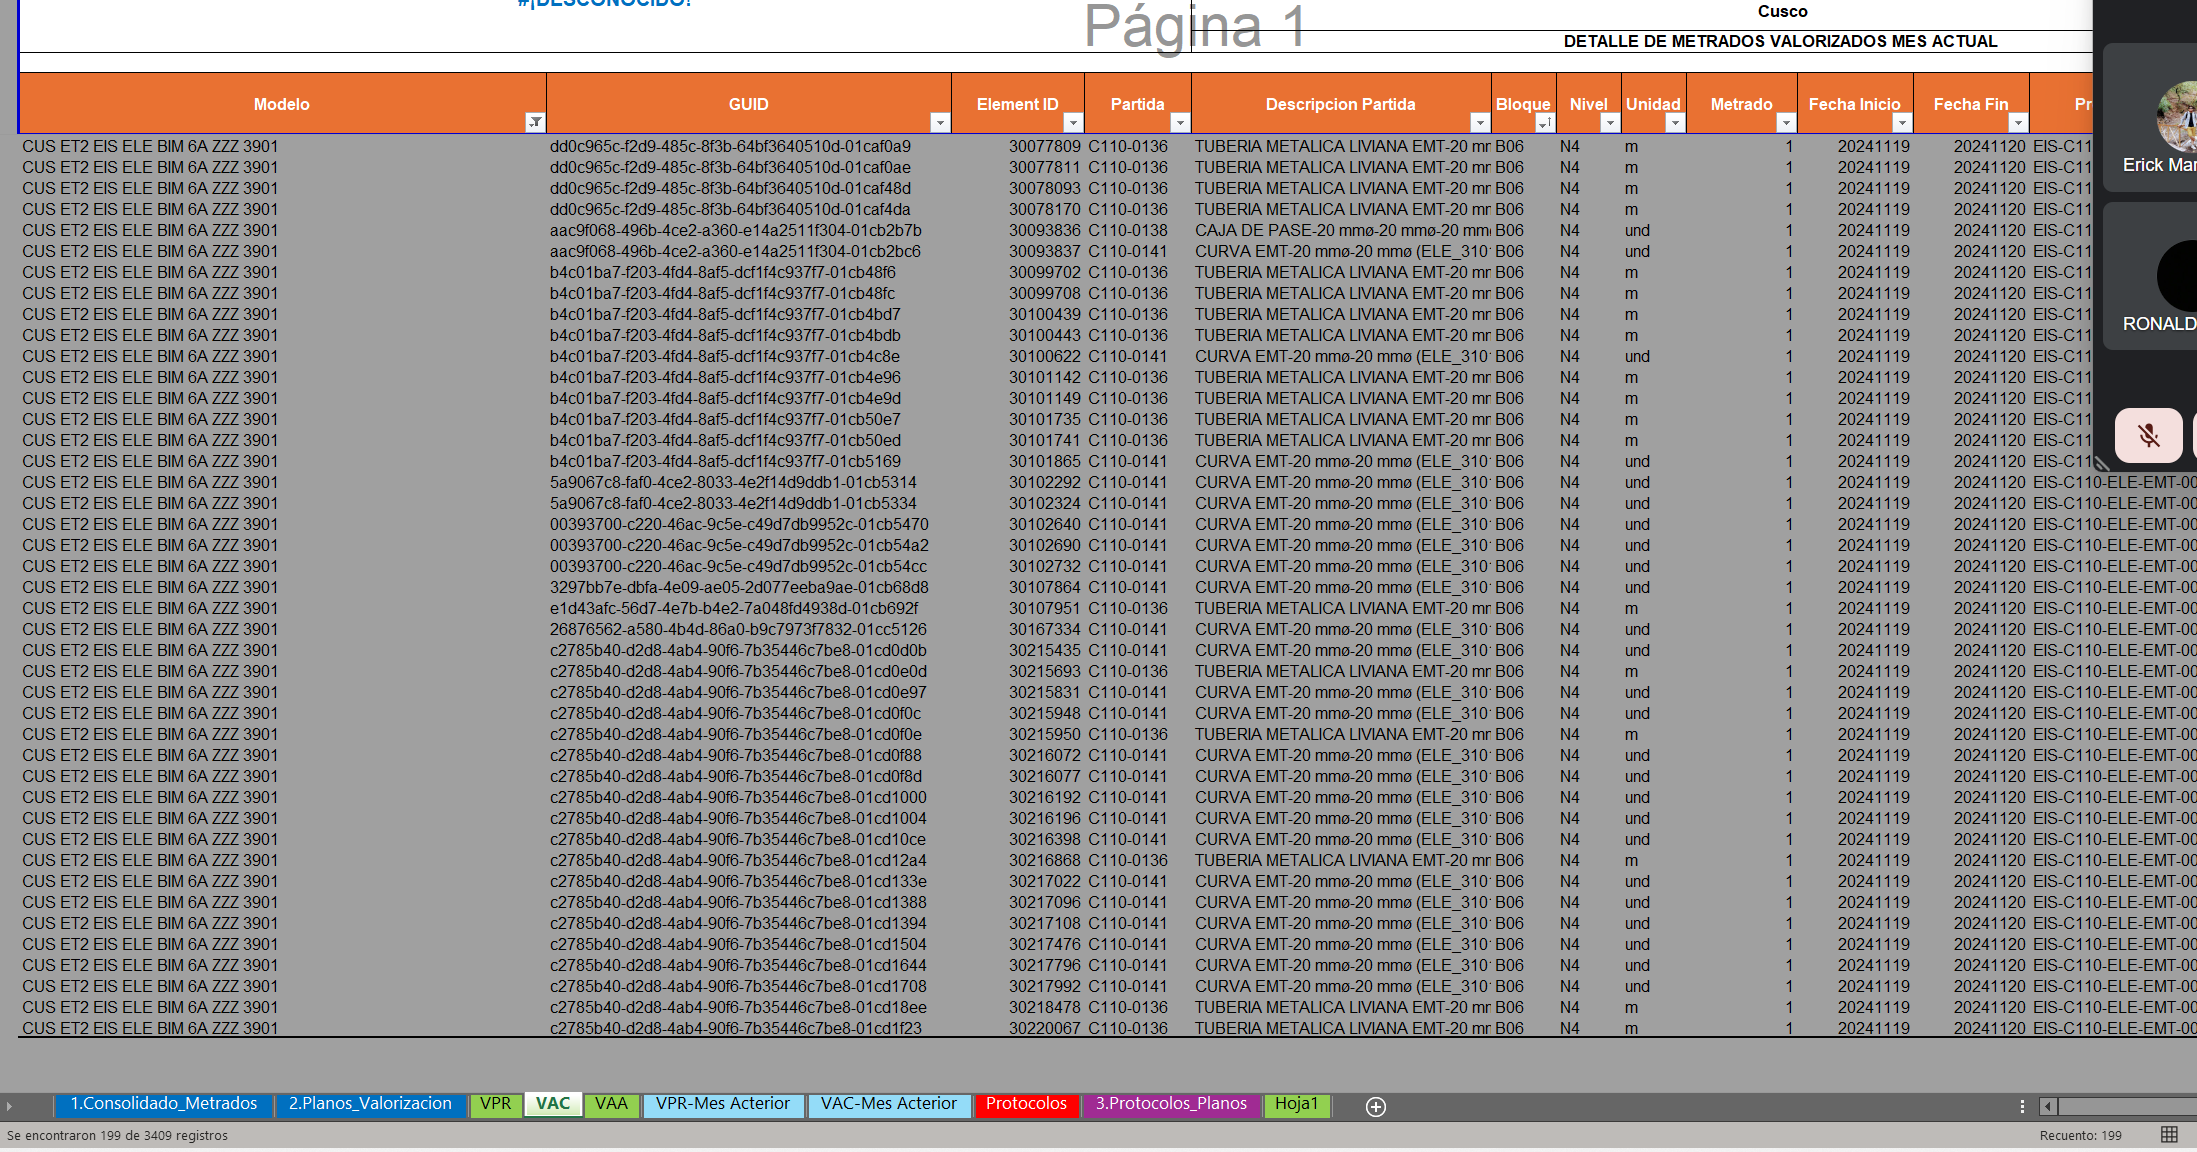 #¡DESCONOCIDO!
Página 1
Cusco
DETALLE DE METRADOS VALORIZADOS MES ACTUAL
Modelo GUID Element ID Partida Descripcion Partida Bloque Nivel Unidad Metrado Fecha Inicio Fecha Fin Pr
CUS ET2 EIS ELE BIM 6A ZZZ 3901 dd0c965c-f2d9-485c-8f3b-64bf3640510d-01caf0a9 30077809 C110-0136 TUBERIA METALICA LIVIANA EMT-20 mr B06 N4 m 1 20241119 20241120 EIS-C11
CUS ET2 EIS ELE BIM 6A ZZZ 3901 dd0c965c-f2d9-485c-8f3b-64bf3640510d-01caf0ae 30077811 C110-0136 TUBERIA METALICA LIVIANA EMT-20 mr B06 N4 m 1 20241119 20241120 EIS-C11
CUS ET2 EIS ELE BIM 6A ZZZ 3901 dd0c965c-f2d9-485c-8f3b-64bf3640510d-01caf48d 30078093 C110-0136 TUBERIA METALICA LIVIANA EMT-20 mr B06 N4 m 1 20241119 20241120 EIS-C11
CUS ET2 EIS ELE BIM 6A ZZZ 3901 dd0c965c-f2d9-485c-8f3b-64bf3640510d-01caf4da 30078170 C110-0136 TUBERIA METALICA LIVIANA EMT-20 mr B06 N4 m 1 20241119 20241120 EIS-C11
CUS ET2 EIS ELE BIM 6A ZZZ 3901 aac9f068-496b-4ce2-a360-e14a2511f304-01cb2b7b 30093836 C110-0138 CAJA DE PASE-20 mmø-20 mmø-20 mm B06 N4 und 1 20241119 20241120 EIS-C11
CUS ET2 EIS ELE BIM 6A ZZZ 3901 aac9f068-496b-4ce2-a360-e14a2511f304-01cb2bc6 30093837 C110-0141 CURVA EMT-20 mmø-20 mmø (ELE_310 B06 N4 und 1 20241119 20241120 EIS-C11
CUS ET2 EIS ELE BIM 6A ZZZ 3901 b4c01ba7-f203-4fd4-8af5-dcf1f4c937f7-01cb48f6 30099702 C110-0136 TUBERIA METALICA LIVIANA EMT-20 mr B06 N4 m 1 20241119 20241120 EIS-C11
CUS ET2 EIS ELE BIM 6A ZZZ 3901 b4c01ba7-f203-4fd4-8af5-dcf1f4c937f7-01cb48fc 30099708 C110-0136 TUBERIA METALICA LIVIANA EMT-20 mr B06 N4 m 1 20241119 20241120 EIS-C11
CUS ET2 EIS ELE BIM 6A ZZZ 3901 b4c01ba7-f203-4fd4-8af5-dcf1f4c937f7-01cb4bd7 30100439 C110-0136 TUBERIA METALICA LIVIANA EMT-20 mr B06 N4 m 1 20241119 20241120 EIS-C11
CUS ET2 EIS ELE BIM 6A ZZZ 3901 b4c01ba7-f203-4fd4-8af5-dcf1f4c937f7-01cb4bdb 30100443 C110-0136 TUBERIA METALICA LIVIANA EMT-20 mr B06 N4 m 1 20241119 20241120 EIS-C11
CUS ET2 EIS ELE BIM 6A ZZZ 3901 b4c01ba7-f203-4fd4-8af5-dcf1f4c937f7-01cb4c8e 30100622 C110-0141 CURVA EMT-20 mmø-20 mmø (ELE_310 B06 N4 und 1 20241119 20241120 EIS-C11
CUS ET2 EIS ELE BIM 6A ZZZ 3901 b4c01ba7-f203-4fd4-8af5-dcf1f4c937f7-01cb4e96 30101142 C110-0136 TUBERIA METALICA LIVIANA EMT-20 mr B06 N4 m 1 20241119 20241120 EIS-C11
CUS ET2 EIS ELE BIM 6A ZZZ 3901 b4c01ba7-f203-4fd4-8af5-dcf1f4c937f7-01cb4e9d 30101149 C110-0136 TUBERIA METALICA LIVIANA EMT-20 mr B06 N4 m 1 20241119 20241120 EIS-C11
CUS ET2 EIS ELE BIM 6A ZZZ 3901 b4c01ba7-f203-4fd4-8af5-dcf1f4c937f7-01cb50e7 30101735 C110-0136 TUBERIA METALICA LIVIANA EMT-20 mr B06 N4 m 1 20241119 20241120 EIS-C11
CUS ET2 EIS ELE BIM 6A ZZZ 3901 b4c01ba7-f203-4fd4-8af5-dcf1f4c937f7-01cb50ed 30101741 C110-0136 TUBERIA METALICA LIVIANA EMT-20 mr B06 N4 m 1 20241119 20241120 EIS-C11
CUS ET2 EIS ELE BIM 6A ZZZ 3901 b4c01ba7-f203-4fd4-8af5-dcf1f4c937f7-01cb5169 30101865 C110-0141 CURVA EMT-20 mmø-20 mmø (ELE_310 B06 N4 und 1 20241119 20241120 EIS-C11
CUS ET2 EIS ELE BIM 6A ZZZ 3901 5a9067c8-faf0-4ce2-8033-4e2f14d9ddb1-01cb5314 30102292 C110-0141 CURVA EMT-20 mmø-20 mmø (ELE_310 B06 N4 und 1 20241119 20241120 EIS-C110-ELE-EMT-00
CUS ET2 EIS ELE BIM 6A ZZZ 3901 5a9067c8-faf0-4ce2-8033-4e2f14d9ddb1-01cb5334 30102324 C110-0141 CURVA EMT-20 mmø-20 mmø (ELE_310 B06 N4 und 1 20241119 20241120 EIS-C110-ELE-EMT-00
CUS ET2 EIS ELE BIM 6A ZZZ 3901 00393700-c220-46ac-9c5e-c49d7db9952c-01cb5470 30102640 C110-0141 CURVA EMT-20 mmø-20 mmø (ELE_310 B06 N4 und 1 20241119 20241120 EIS-C110-ELE-EMT-00
CUS ET2 EIS ELE BIM 6A ZZZ 3901 00393700-c220-46ac-9c5e-c49d7db9952c-01cb54a2 30102690 C110-0141 CURVA EMT-20 mmø-20 mmø (ELE_310 B06 N4 und 1 20241119 20241120 EIS-C110-ELE-EMT-00
CUS ET2 EIS ELE BIM 6A ZZZ 3901 00393700-c220-46ac-9c5e-c49d7db9952c-01cb54cc 30102732 C110-0141 CURVA EMT-20 mmø-20 mmø (ELE_310 B06 N4 und 1 20241119 20241120 EIS-C110-ELE-EMT-00
CUS ET2 EIS ELE BIM 6A ZZZ 3901 3297bb7e-dbfa-4e09-ae05-2d077eeba9ae-01cb68d8 30107864 C110-0141 CURVA EMT-20 mmø-20 mmø (ELE_310 B06 N4 und 1 20241119 20241120 EIS-C110-ELE-EMT-00
CUS ET2 EIS ELE BIM 6A ZZZ 3901 e1d43afc-56d7-4e7b-b4e2-7a048fd4938d-01cb692f 30107951 C110-0136 TUBERIA METALICA LIVIANA EMT-20 mr B06 N4 m 1 20241119 20241120 EIS-C110-ELE-EMT-00
CUS ET2 EIS ELE BIM 6A ZZZ 3901 26876562-a580-4b4d-86a0-b9c7973f7832-01cc5126 30167334 C110-0141 CURVA EMT-20 mmø-20 mmø (ELE_310 B06 N4 und 1 20241119 20241120 EIS-C110-ELE-EMT-00
CUS ET2 EIS ELE BIM 6A ZZZ 3901 c2785b40-d2d8-4ab4-90f6-7b35446c7be8-01cd0d0b 30215435 C110-0141 CURVA EMT-20 mmø-20 mmø (ELE_310 B06 N4 und 1 20241119 20241120 EIS-C110-ELE-EMT-00
CUS ET2 EIS ELE BIM 6A ZZZ 3901 c2785b40-d2d8-4ab4-90f6-7b35446c7be8-01cd0e0d 30215693 C110-0136 TUBERIA METALICA LIVIANA EMT-20 mr B06 N4 m 1 20241119 20241120 EIS-C110-ELE-EMT-00
CUS ET2 EIS ELE BIM 6A ZZZ 3901 c2785b40-d2d8-4ab4-90f6-7b35446c7be8-01cd0e97 30215831 C110-0141 CURVA EMT-20 mmø-20 mmø (ELE_310 B06 N4 und 1 20241119 20241120 EIS-C110-ELE-EMT-00
CUS ET2 EIS ELE BIM 6A ZZZ 3901 c2785b40-d2d8-4ab4-90f6-7b35446c7be8-01cd0f0c 30215948 C110-0141 CURVA EMT-20 mmø-20 mmø (ELE_310 B06 N4 und 1 20241119 20241120 EIS-C110-ELE-EMT-00
CUS ET2 EIS ELE BIM 6A ZZZ 3901 c2785b40-d2d8-4ab4-90f6-7b35446c7be8-01cd0f0e 30215950 C110-0136 TUBERIA METALICA LIVIANA EMT-20 mr B06 N4 m 1 20241119 20241120 EIS-C110-ELE-EMT-00
CUS ET2 EIS ELE BIM 6A ZZZ 3901 c2785b40-d2d8-4ab4-90f6-7b35446c7be8-01cd0f88 30216072 C110-0141 CURVA EMT-20 mmø-20 mmø (ELE_310 B06 N4 und 1 20241119 20241120 EIS-C110-ELE-EMT-00
CUS ET2 EIS ELE BIM 6A ZZZ 3901 c2785b40-d2d8-4ab4-90f6-7b35446c7be8-01cd0f8d 30216077 C110-0141 CURVA EMT-20 mmø-20 mmø (ELE_310 B06 N4 und 1 20241119 20241120 EIS-C110-ELE-EMT-00
CUS ET2 EIS ELE BIM 6A ZZZ 3901 c2785b40-d2d8-4ab4-90f6-7b35446c7be8-01cd1000 30216192 C110-0141 CURVA EMT-20 mmø-20 mmø (ELE_310 B06 N4 und 1 20241119 20241120 EIS-C110-ELE-EMT-00
CUS ET2 EIS ELE BIM 6A ZZZ 3901 c2785b40-d2d8-4ab4-90f6-7b35446c7be8-01cd1004 30216196 C110-0141 CURVA EMT-20 mmø-20 mmø (ELE_310 B06 N4 und 1 20241119 20241120 EIS-C110-ELE-EMT-00
CUS ET2 EIS ELE BIM 6A ZZZ 3901 c2785b40-d2d8-4ab4-90f6-7b35446c7be8-01cd10ce 30216398 C110-0141 CURVA EMT-20 mmø-20 mmø (ELE_310 B06 N4 und 1 20241119 20241120 EIS-C110-ELE-EMT-00
CUS ET2 EIS ELE BIM 6A ZZZ 3901 c2785b40-d2d8-4ab4-90f6-7b35446c7be8-01cd12a4 30216868 C110-0136 TUBERIA METALICA LIVIANA EMT-20 mr B06 N4 m 1 20241119 20241120 EIS-C110-ELE-EMT-00
CUS ET2 EIS ELE BIM 6A ZZZ 3901 c2785b40-d2d8-4ab4-90f6-7b35446c7be8-01cd133e 30217022 C110-0141 CURVA EMT-20 mmø-20 mmø (ELE_310 B06 N4 und 1 20241119 20241120 EIS-C110-ELE-EMT-00
CUS ET2 EIS ELE BIM 6A ZZZ 3901 c2785b40-d2d8-4ab4-90f6-7b35446c7be8-01cd1388 30217096 C110-0141 CURVA EMT-20 mmø-20 mmø (ELE_310 B06 N4 und 1 20241119 20241120 EIS-C110-ELE-EMT-00
CUS ET2 EIS ELE BIM 6A ZZZ 3901 c2785b40-d2d8-4ab4-90f6-7b35446c7be8-01cd1394 30217108 C110-0141 CURVA EMT-20 mmø-20 mmø (ELE_310 B06 N4 und 1 20241119 20241120 EIS-C110-ELE-EMT-00
CUS ET2 EIS ELE BIM 6A ZZZ 3901 c2785b40-d2d8-4ab4-90f6-7b35446c7be8-01cd1504 30217476 C110-0141 CURVA EMT-20 mmø-20 mmø (ELE_310 B06 N4 und 1 20241119 20241120 EIS-C110-ELE-EMT-00
CUS ET2 EIS ELE BIM 6A ZZZ 3901 c2785b40-d2d8-4ab4-90f6-7b35446c7be8-01cd1644 30217796 C110-0141 CURVA EMT-20 mmø-20 mmø (ELE_310 B06 N4 und 1 20241119 20241120 EIS-C110-ELE-EMT-00
CUS ET2 EIS ELE BIM 6A ZZZ 3901 c2785b40-d2d8-4ab4-90f6-7b35446c7be8-01cd1708 30217992 C110-0141 CURVA EMT-20 mmø-20 mmø (ELE_310 B06 N4 und 1 20241119 20241120 EIS-C110-ELE-EMT-00
CUS ET2 EIS ELE BIM 6A ZZZ 3901 c2785b40-d2d8-4ab4-90f6-7b35446c7be8-01cd18ee 30218478 C110-0136 TUBERIA METALICA LIVIANA EMT-20 mr B06 N4 m 1 20241119 20241120 EIS-C110-ELE-EMT-00
CUS ET2 EIS ELE BIM 6A ZZZ 3901 c2785b40-d2d8-4ab4-90f6-7b35446c7be8-01cd1f23 30220067 C110-0136 TUBERIA METALICA LIVIANA EMT-20 mr B06 N4 m 1 20241119 20241120 EIS-C110-ELE-EMT-00
Erick Mar
RONALD
1.Consolidado_Metrados 2.Planos_Valorizacion VPR VAC VAA VPR-Mes Acterior VAC-Mes Acterior Protocolos 3.Protocolos_Planos Hoja1
Se encontraron 199 de 3409 registros Recuento: 199